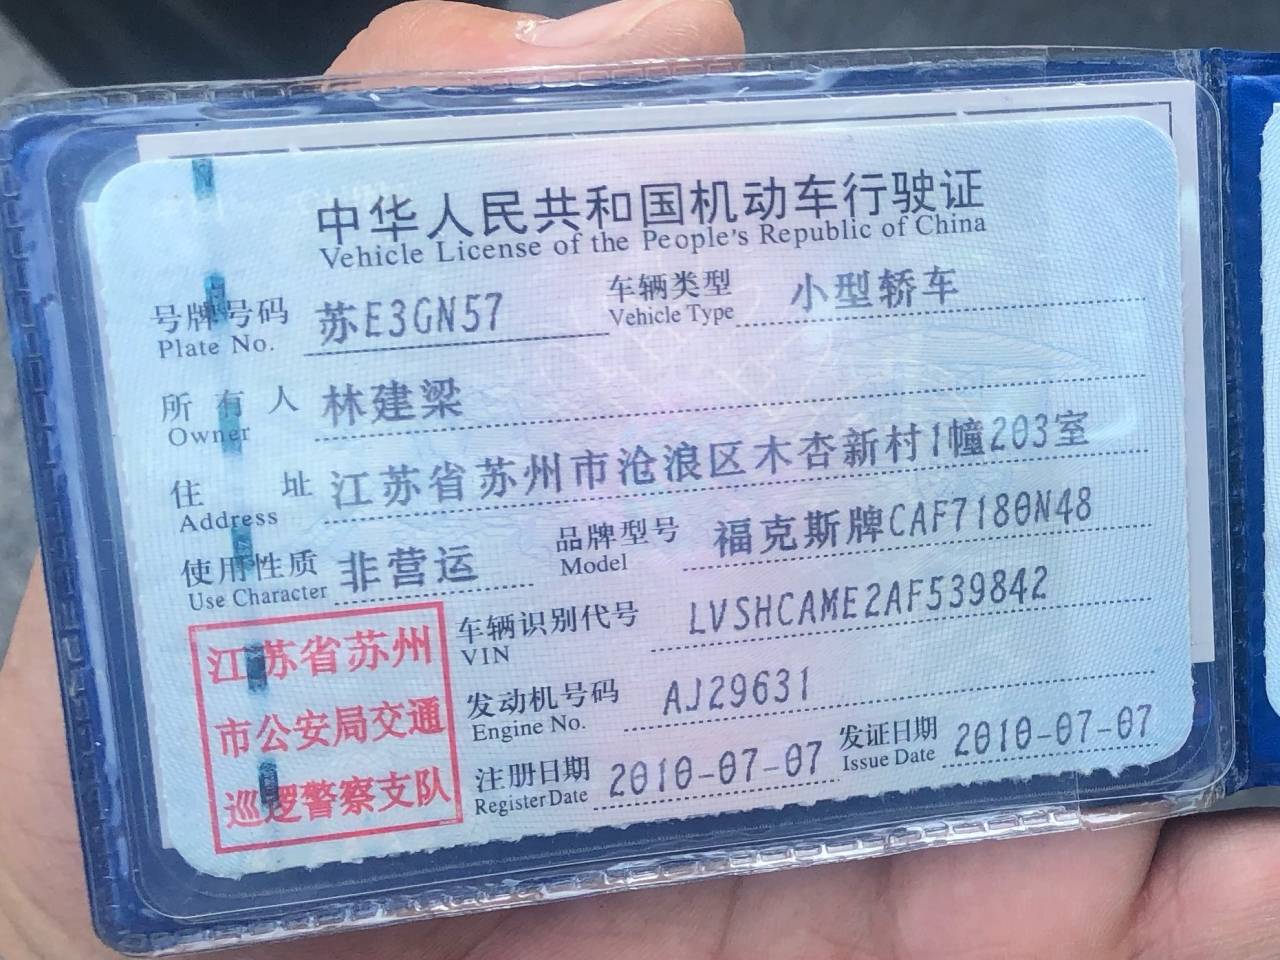 中华人民共和国机动车行驶证
Vehicle License of the People's Republic of China
号牌号码 苏E3GN57 车辆类型 小型轿车
Plate No. Vehicle Type
所有人 林建梁
Owner
住址 江苏省苏州市沧浪区木杏新村1幢203室
Address
使用性质 非营运 品牌型号 福克斯牌CAF7180N48
Use Character Model
车辆识别代号 LVSHCAME2AF539842
VIN
发动机号码 AJ29631
Engine No.
注册日期 2010-07-07 发证日期 2010-07-07
Register Date Issue Date
江苏省苏州
市公安局交通
巡逻警察支队